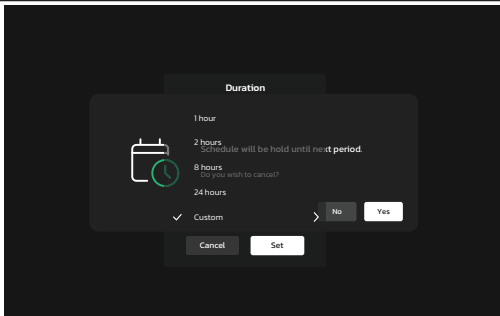 Duration
1 hour
2 hours
Schedule will be hold until next period.
8 hours
Do you wish to cancel?
24 hours
Custom
No
Yes
Cancel
Set